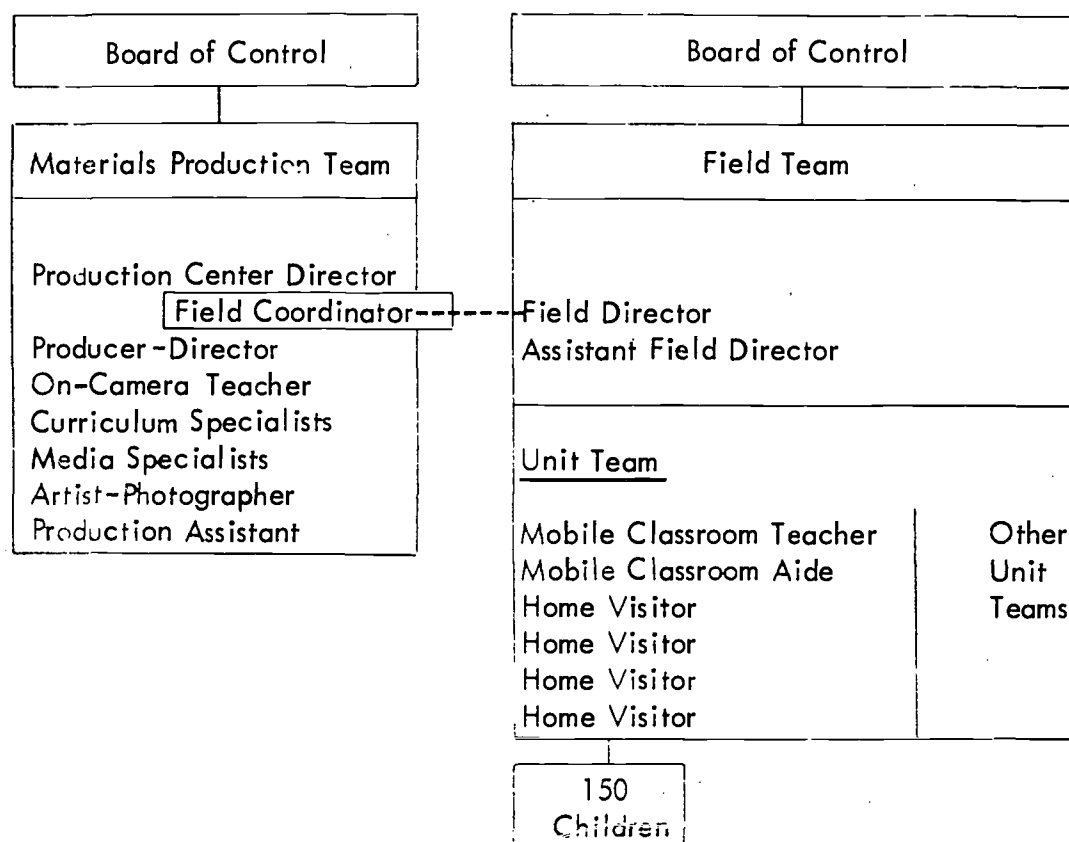 Board of Control
Materials Production Team
Production Center Director
Field Coordinator
Producer-Director
On-Camera Teacher
Curriculum Specialists
Media Specialists
Artist-Photographer
Production Assistant
Board of Control
Field Team
Field Director
Assistant Field Director
Unit Team
Mobile Classroom Teacher
Mobile Classroom Aide
Home Visitor
Home Visitor
Home Visitor
Home Visitor
Other
Unit
Teams
150
Children